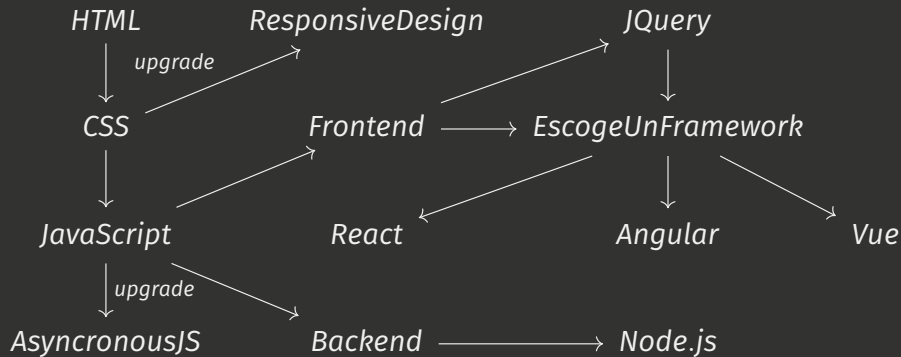 HTML ResponsiveDesign JQuery
upgrade
CSS Frontend EscogeUnFramework
JavaScript React Angular Vue
upgrade
AsyncronousJS Backend Node.js